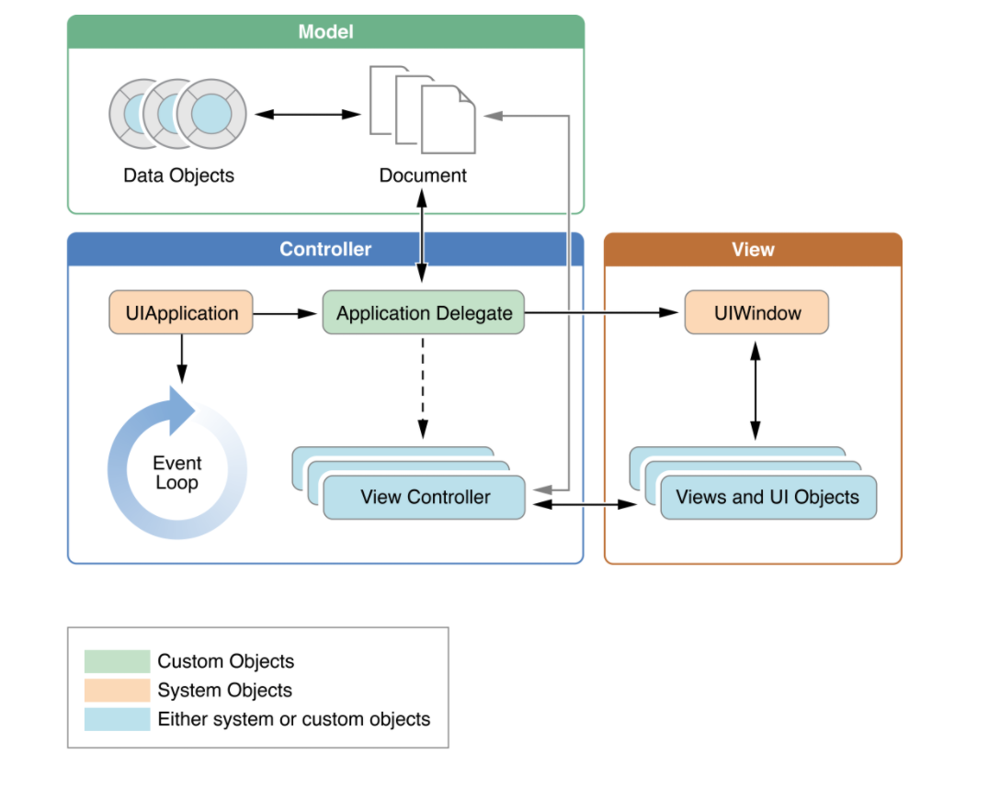 Model
Data Objects
Document
Controller
View
UIApplication
Application Delegate
UIWindow
Event
Loop
View Controller
Views and UI Objects
Custom Objects
System Objects
Either system or custom objects